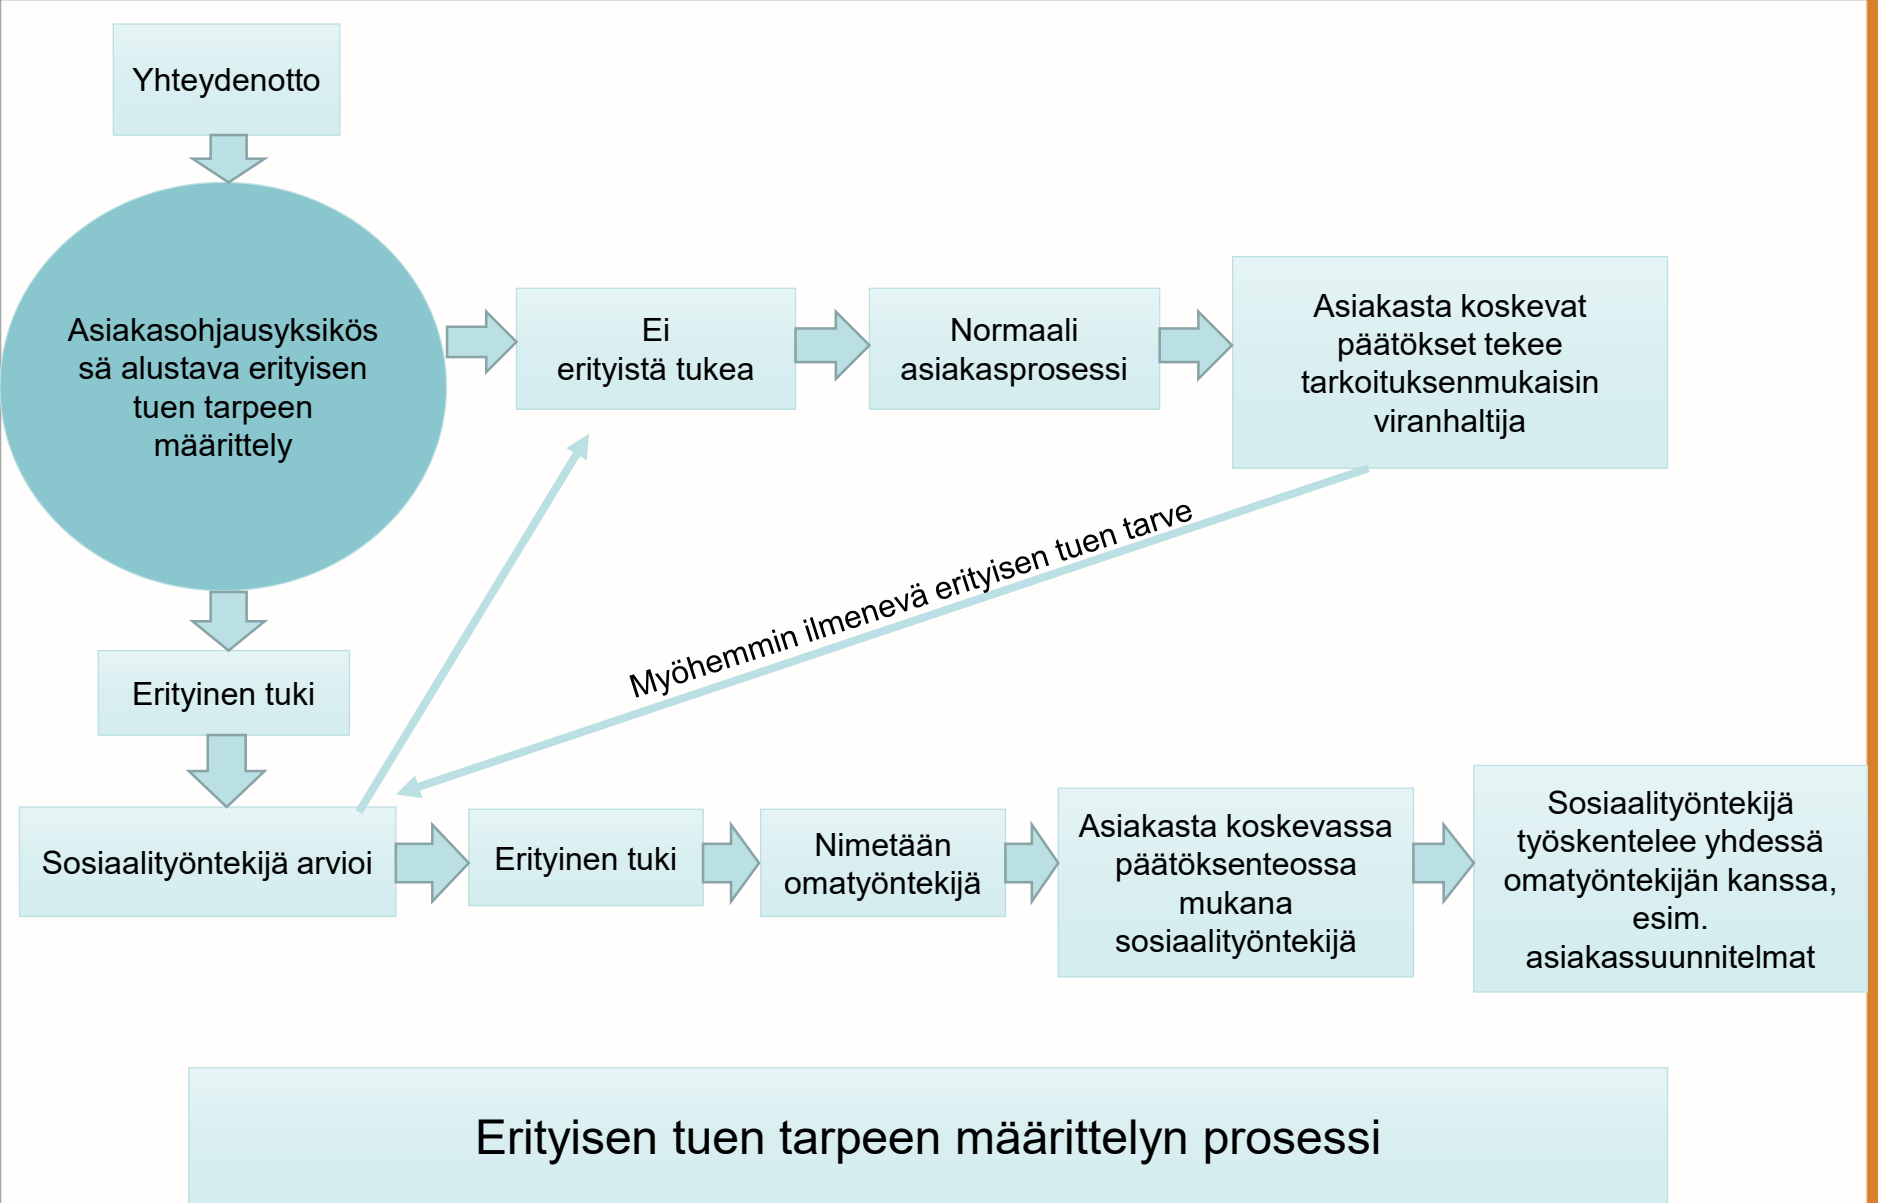 Yhteydenotto
Asiakasohjausyksikös
sä alustava erityisen
tuen tarpeen
määrittely
Ei
erityistä tukea
Normaali
asiakasprosessi
Asiakasta koskevat
päätökset tekee
tarkoituksenmukaisin
viranhaltija
Myöhemmin ilmenevä erityisen tuen tarve
Erityinen tuki
Sosiaalityöntekijä arvioi
Erityinen tuki
Nimetään
omatyöntekijä
Asiakasta koskevassa
päätöksenteossa
mukana
sosiaalityöntekijä
Sosiaalityöntekijä
työskentelee yhdessä
omatyöntekijän kanssa,
esim.
asiakassuunnitelmat
Erityisen tuen tarpeen määrittelyn prosessi